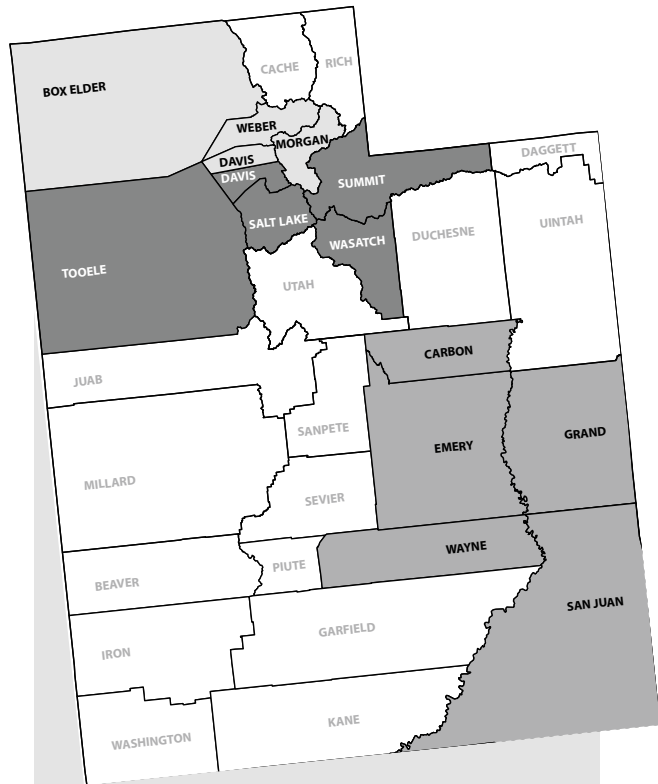 CACHE
RICH
BOX ELDER
WEBER
MORGAN
DAGGETT
DAVIS
DAVIS
SUMMIT
SALT LAKE
UINTAH
DUCHESNE
WASATCH
TOOELE
UTAH
CARBON
JUAB
SANPETE
GRAND
EMERY
MILLARD
SEVIER
WAYNE
PIUTE
BEAVER
SAN JUAN
GARFIELD
IRON
KANE
WASHINGTON